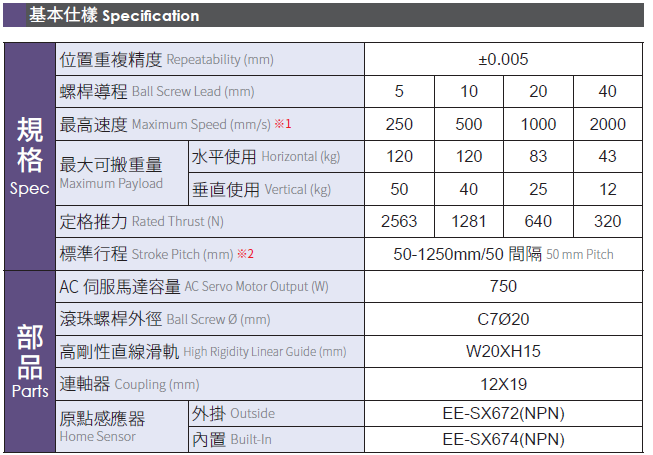 基本仕樣 Specification
規格 Spec
位置重複精度 Repeatability (mm) ±0.005
螺桿導程 Ball Screw Lead (mm) 5 10 20 40
最高速度 Maximum Speed (mm/s) ※1 250 500 1000 2000
最大可搬重量 Maximum Payload
水平使用 Horizontal (kg) 120 120 83 43
垂直使用 Vertical (kg) 50 40 25 12
定格推力 Rated Thrust (N) 2563 1281 640 320
標準行程 Stroke Pitch (mm) ※2 50-1250mm/50 間隔 50 mm Pitch
部品 Parts
AC 伺服馬達容量 AC Servo Motor Output (W) 750
滾珠螺桿外徑 Ball Screw Ø (mm) C7Ø20
高剛性直線滑軌 High Rigidity Linear Guide (mm) W20XH15
連軸器 Coupling (mm) 12X19
原點感應器 Home Sensor
外掛 Outside EE-SX672(NPN)
內置 Built-In EE-SX674(NPN)